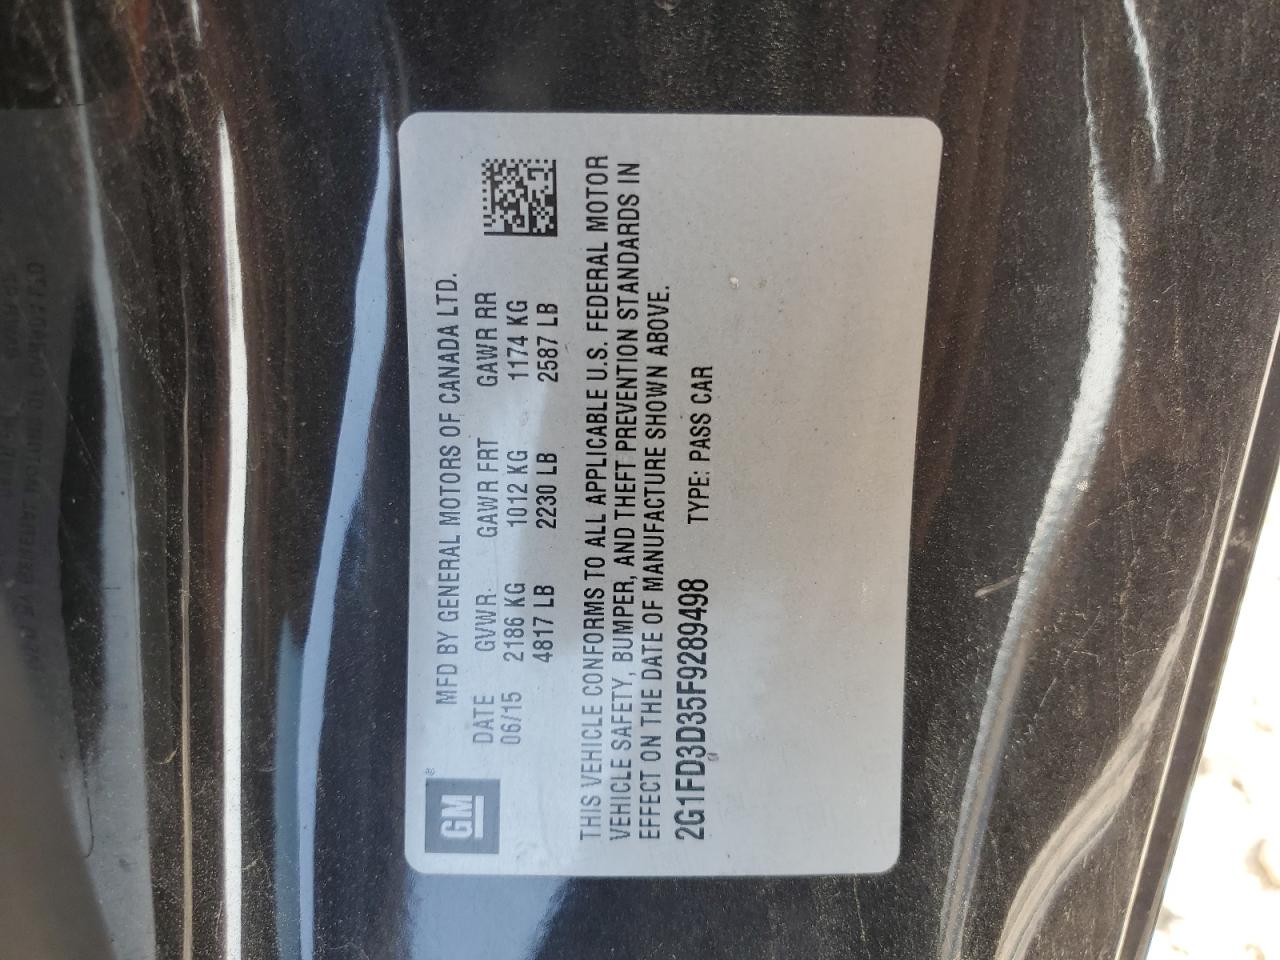 GM
®
MFD BY GENERAL MOTORS OF CANADA LTD.
DATE GVWR GAWR FRT GAWR RR
06/15 2186 KG 1012 KG 1174 KG
4817 LB 2230 LB 2587 LB
THIS VEHICLE CONFORMS TO ALL APPLICABLE U.S. FEDERAL MOTOR
VEHICLE SAFETY, BUMPER, AND THEFT PREVENTION STANDARDS IN
EFFECT ON THE DATE OF MANUFACTURE SHOWN ABOVE.
2G1FD3D35F9289498 TYPE: PASS CAR